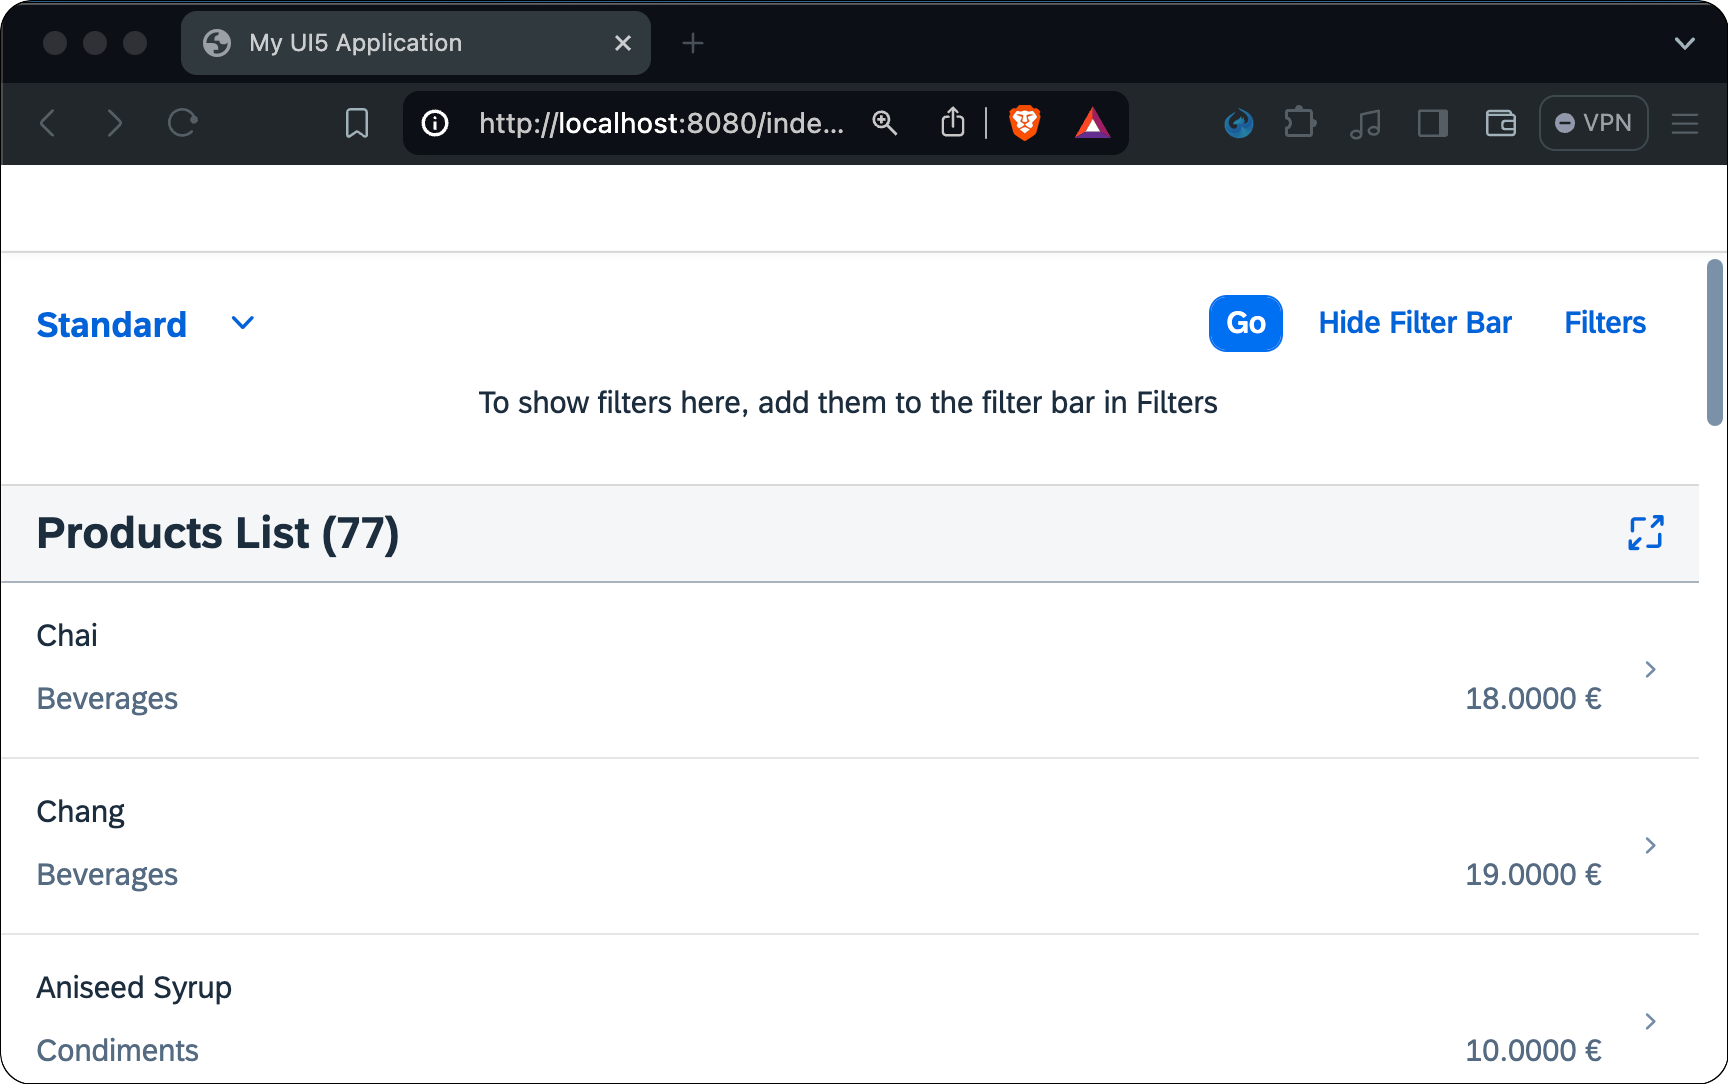 My UI5 Application
http://localhost:8080/inde...
VPN
Standard
Go
Hide Filter Bar
Filters
To show filters here, add them to the filter bar in Filters
Products List (77)
Chai
Beverages
18.0000 €
Chang
Beverages
19.0000 €
Aniseed Syrup
Condiments
10.0000 €